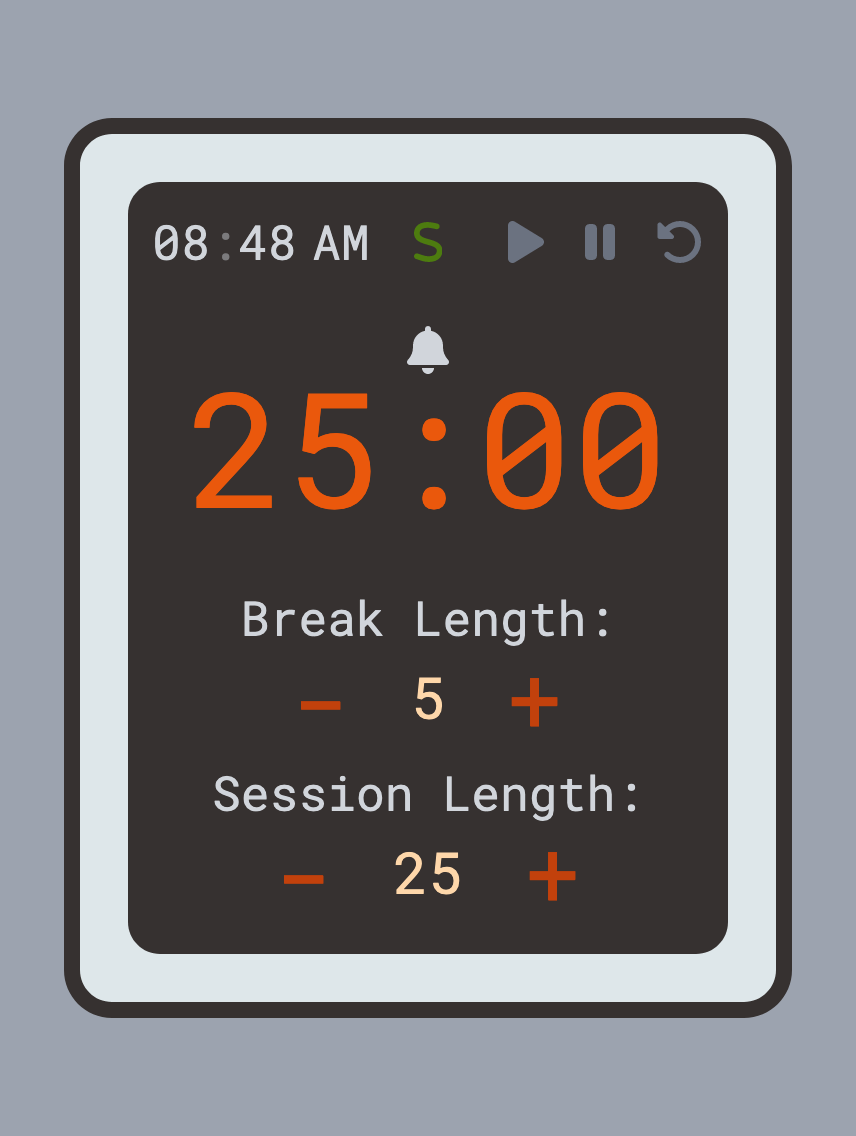 08:48 AM S
25:00
Break Length:
− 5 +
Session Length:
− 25 +